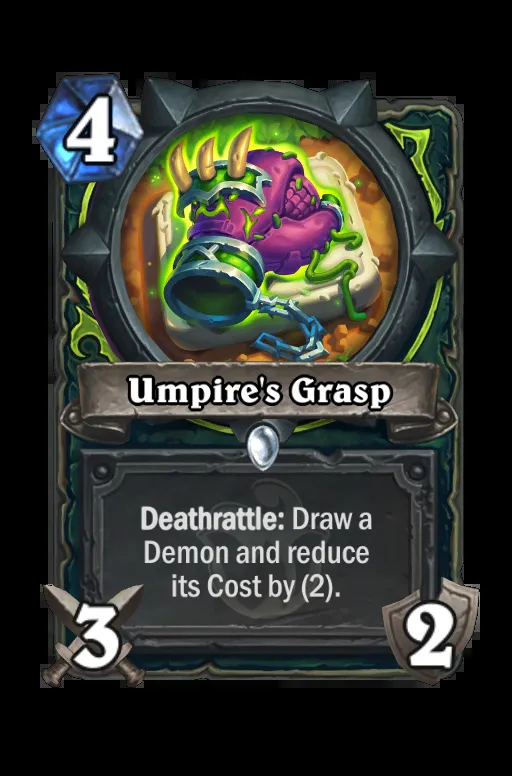 4
Umpire's Grasp
Deathrattle: Draw a
Demon and reduce
its Cost by (2).
3
2